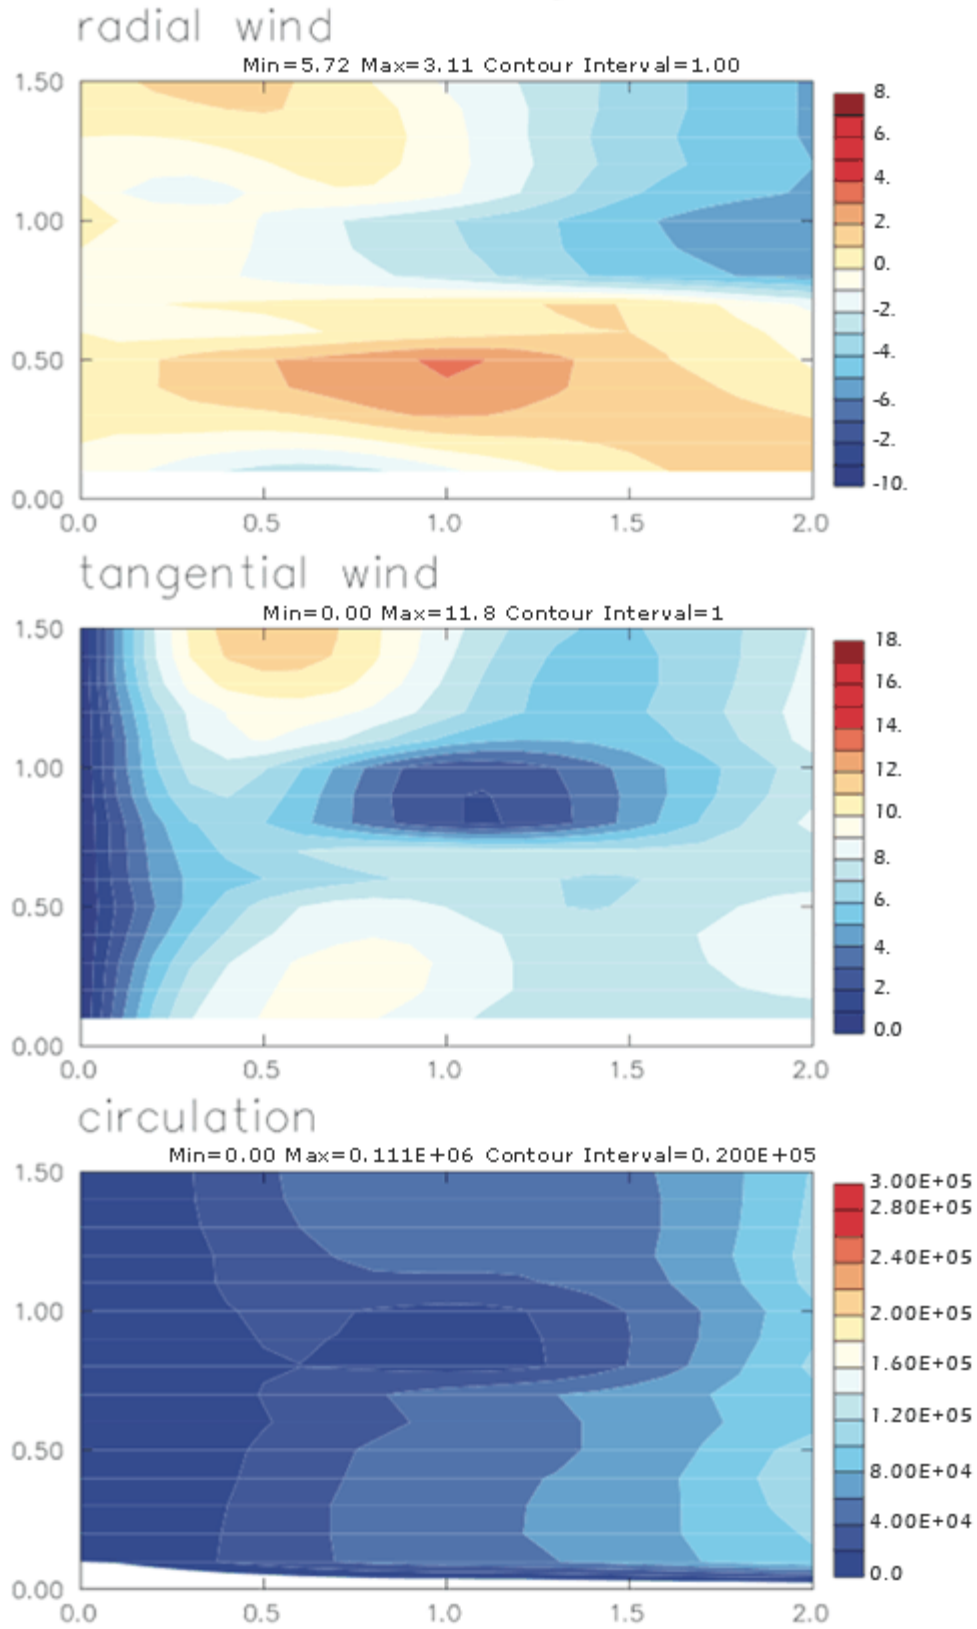 radial wind
Min=5.72 Max=3.11 Contour Interval=1.00
1.50
1.00
0.50
0.00
0.0 0.5 1.0 1.5 2.0
8.
6.
4.
2.
0.
-2.
-4.
-6.
-2.
-10.
tangential wind
Min=0.00 Max=11.8 Contour Interval=1
1.50
1.00
0.50
0.00
0.0 0.5 1.0 1.5 2.0
18.
16.
14.
12.
10.
8.
6.
4.
2.
0.0
circulation
Min=0.00 Max=0.111E+06 Contour Interval=0.200E+05
1.50
1.00
0.50
0.00
0.0 0.5 1.0 1.5 2.0
3.00E+05
2.80E+05
2.40E+05
2.00E+05
1.60E+05
1.20E+05
8.00E+04
4.00E+04
0.0